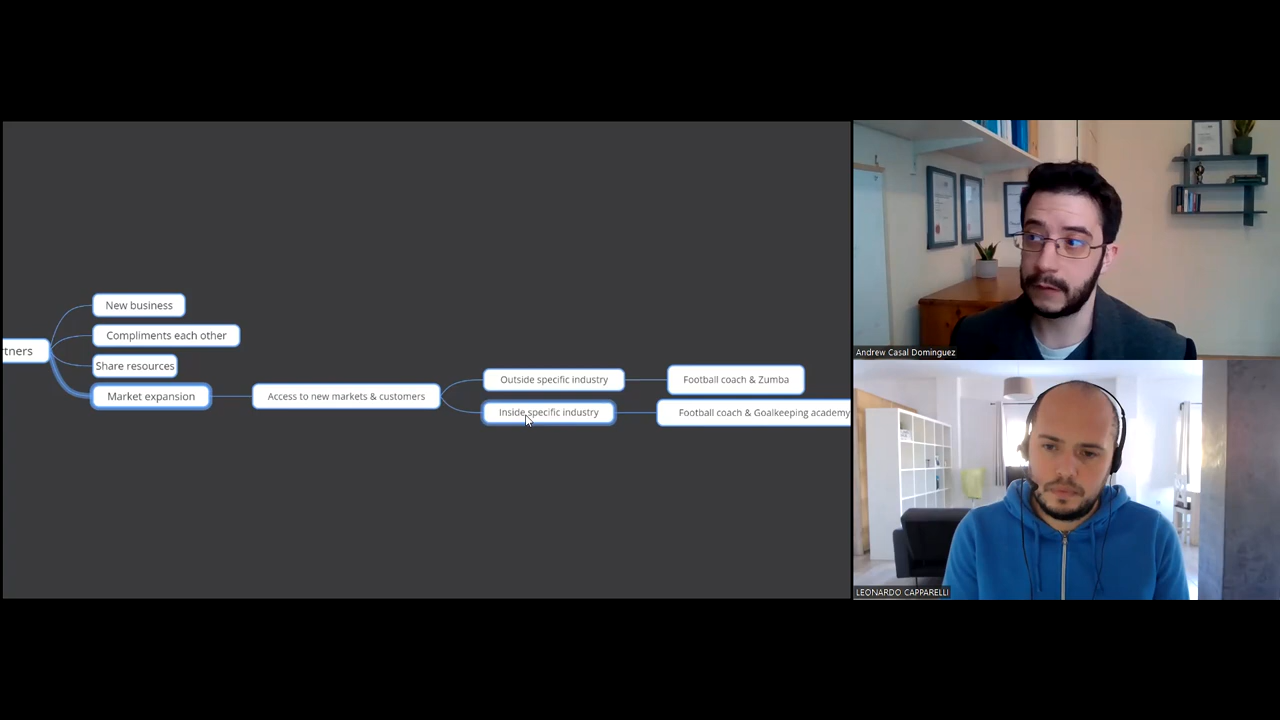 New business
Compliments each other
rtners
Share resources
Market expansion
Access to new markets & customers
Outside specific industry
Football coach & Zumba
Inside specific industry
Football coach & Goalkeeping academy
Andrew Casal Dominguez
LEONARDO CAPPARELLI